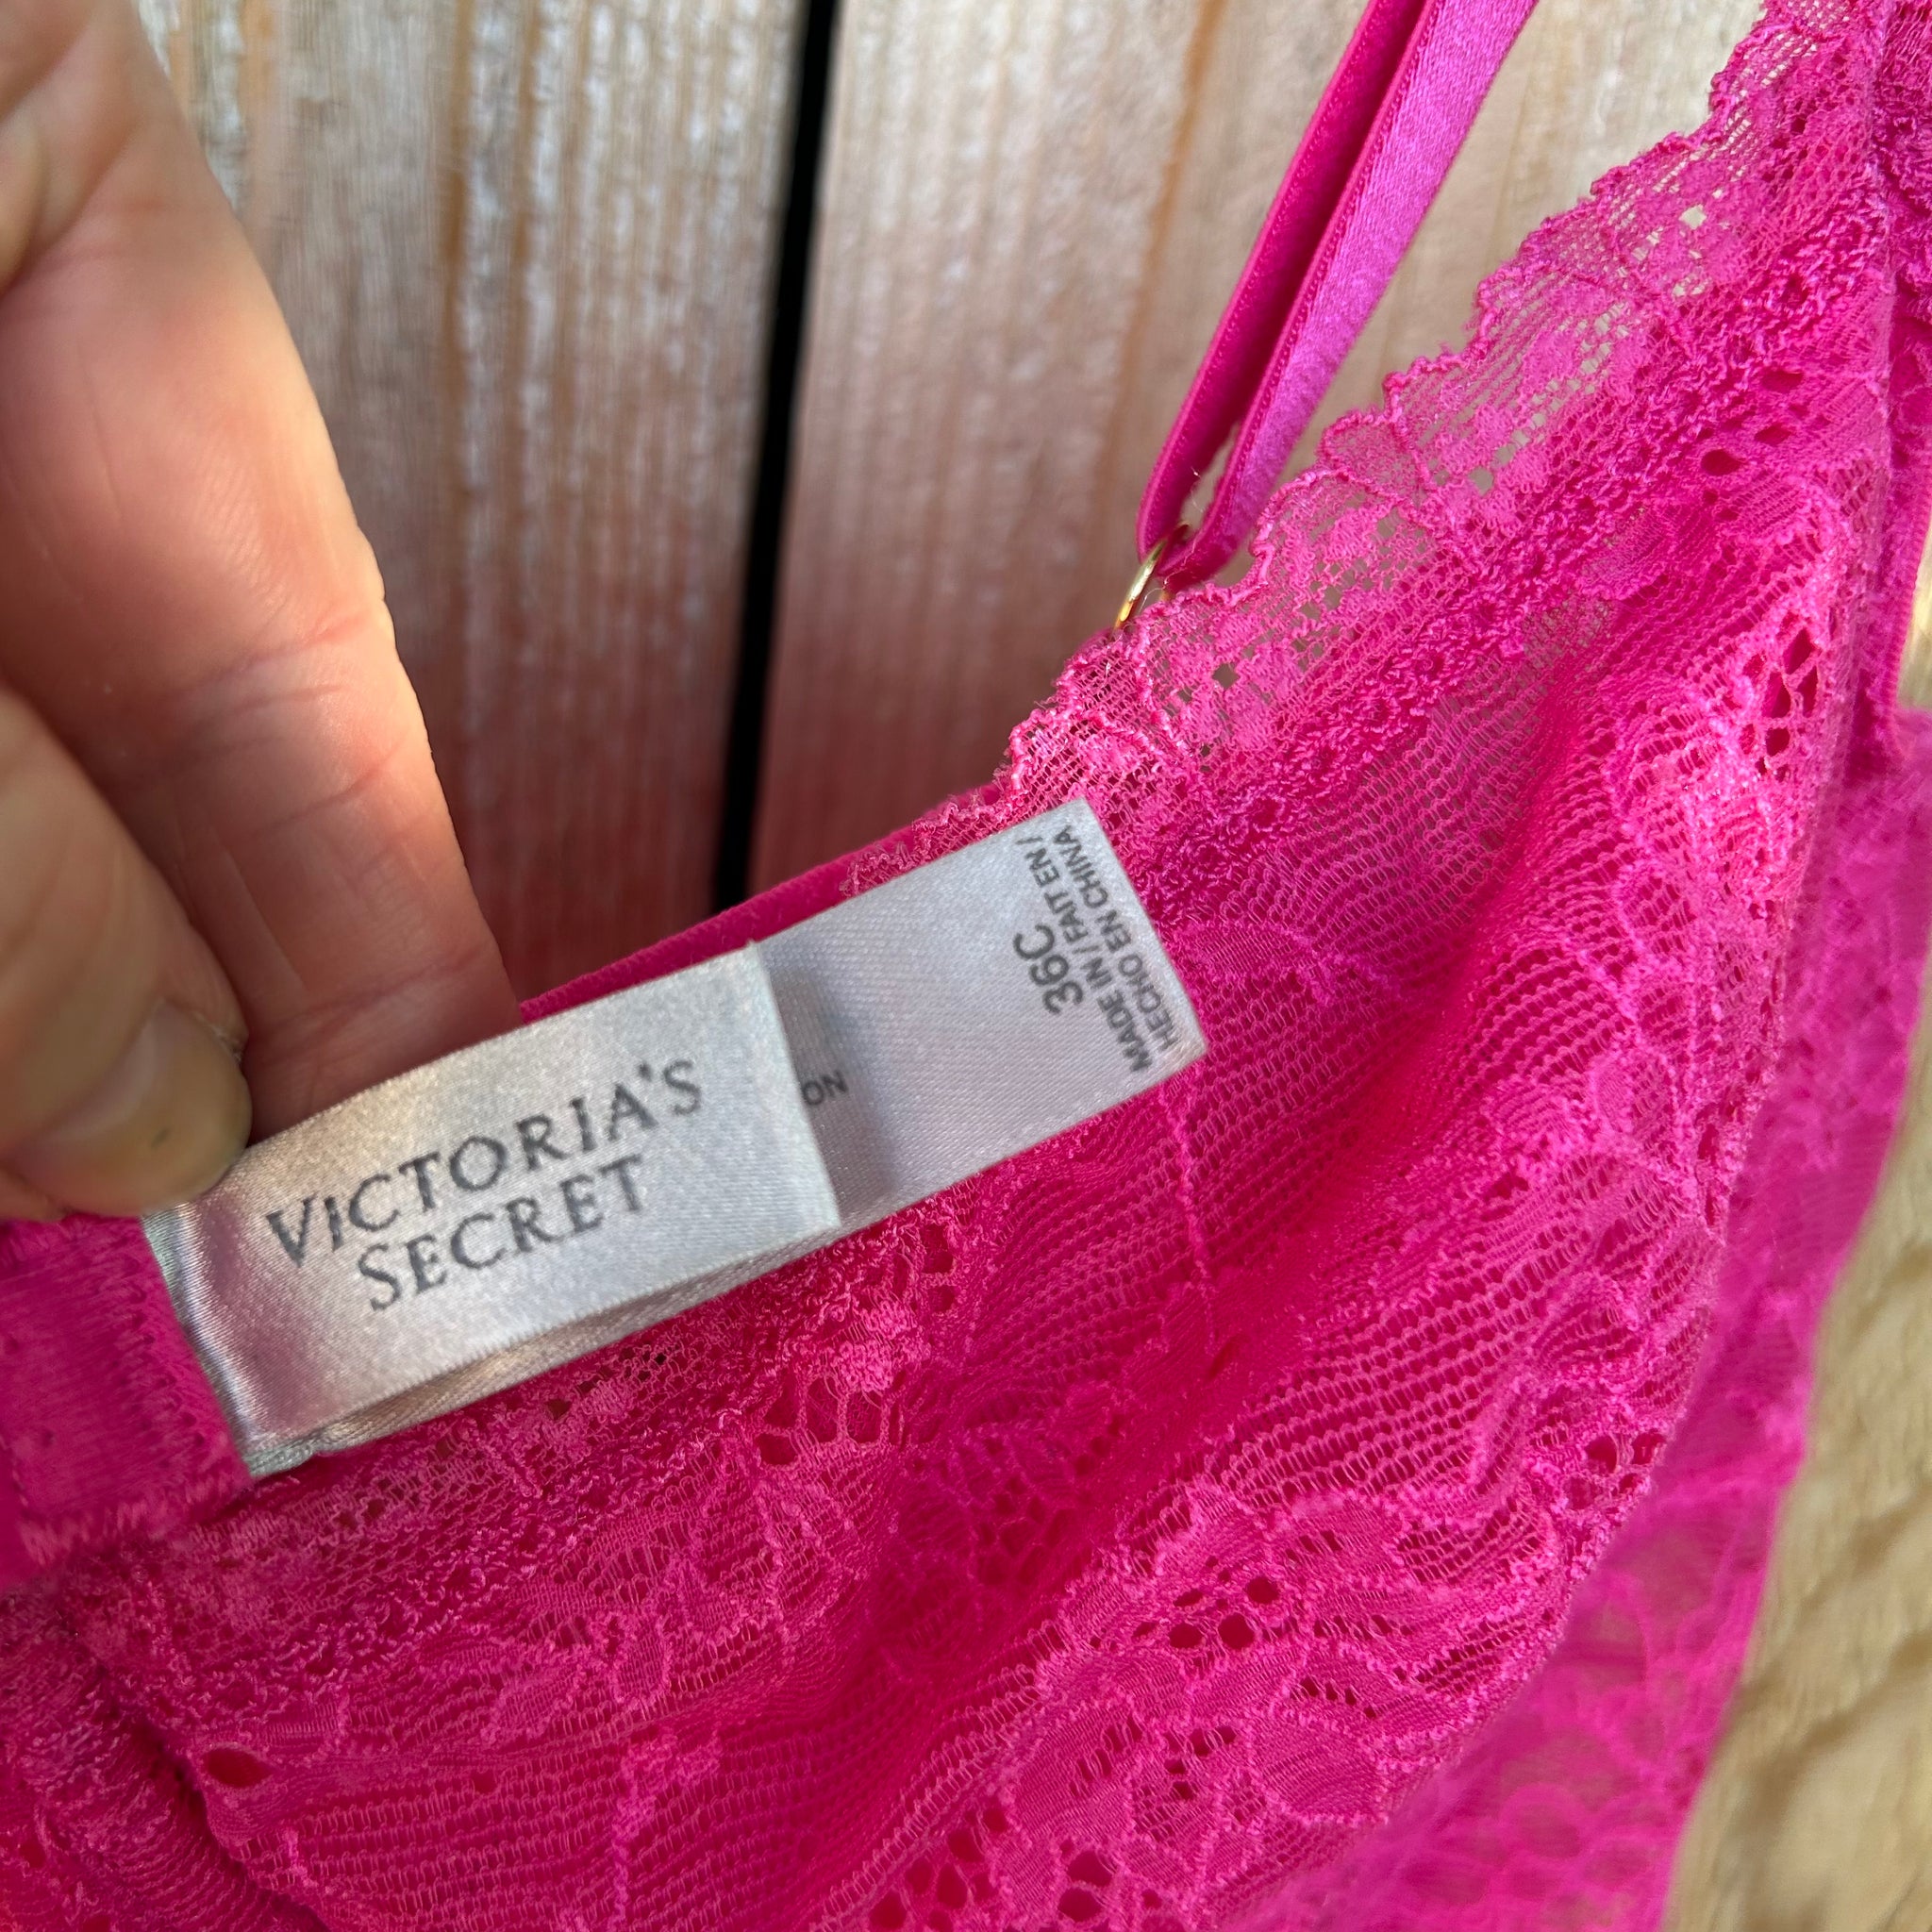 VICTORIA'S
SECRET
ON
36C
MADE IN / FAIT EN /
HECHO EN CHINA